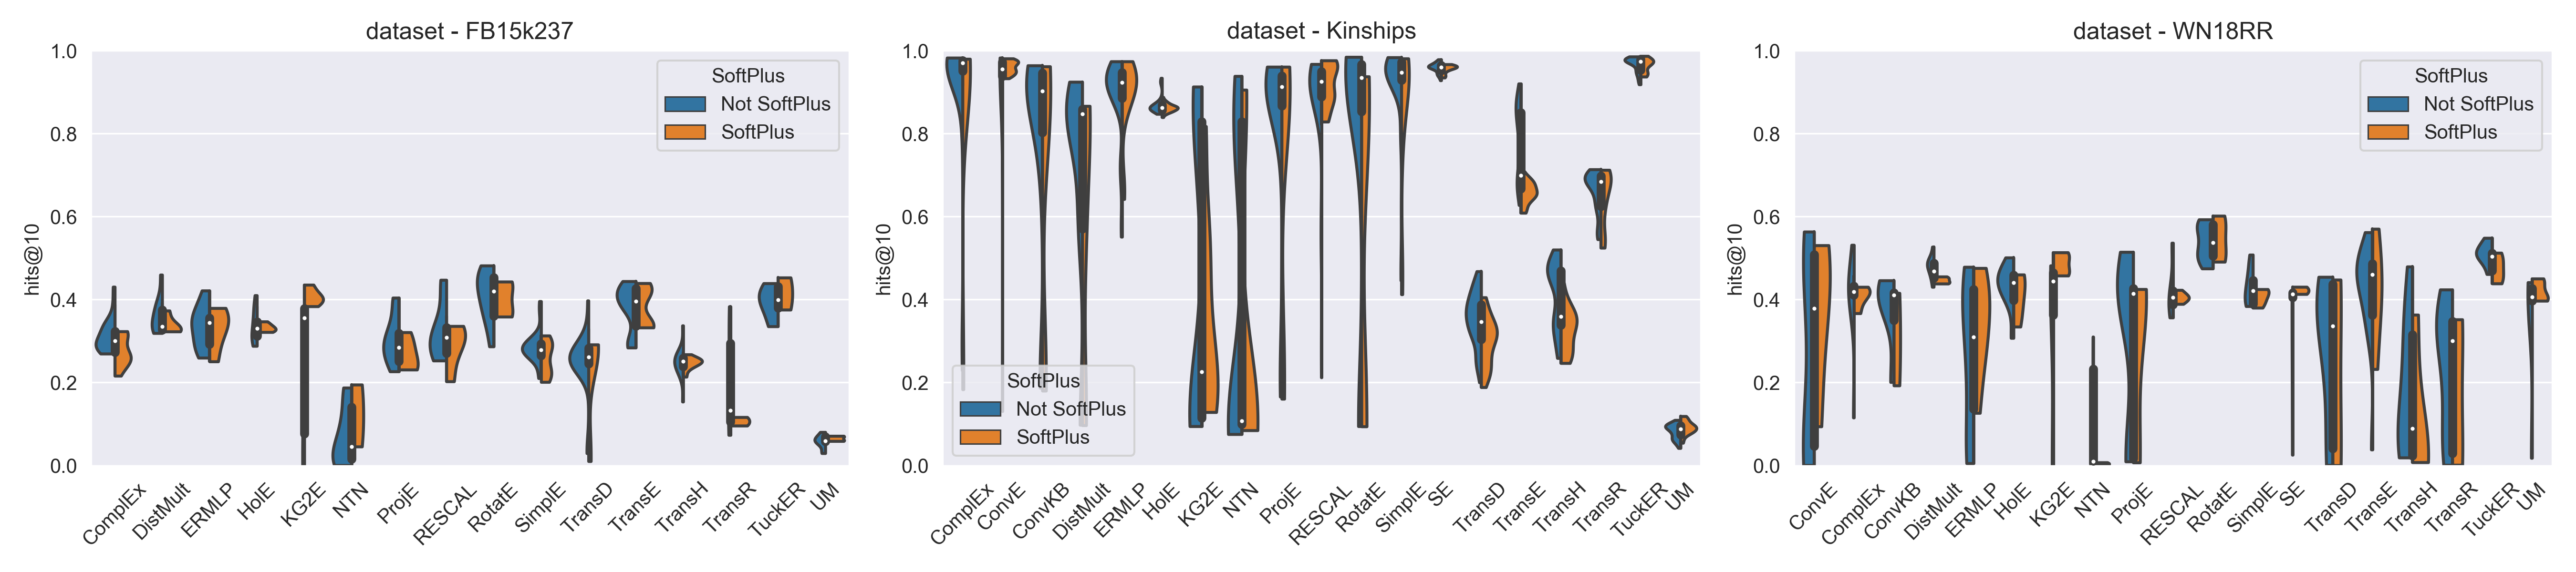 dataset - FB15k237
hits@10
1.0
0.8
0.6
0.4
0.2
0.0
SoftPlus
Not SoftPlus
SoftPlus
ComplEx
DistMult
ERMLP
HolE
KG2E
NTN
ProjE
RESCAL
RotatE
SimplE
TransD
TransE
TransH
TransR
TuckER
UM
dataset - Kinships
hits@10
1.0
0.8
0.6
0.4
0.2
0.0
SoftPlus
Not SoftPlus
SoftPlus
ComplEx
ConvE
ConvKB
DistMult
ERMLP
HolE
KG2E
NTN
ProjE
RESCAL
RotatE
SimplE
SE
TransD
TransE
TransH
TransR
TuckER
UM
dataset - WN18RR
hits@10
1.0
0.8
0.6
0.4
0.2
0.0
SoftPlus
Not SoftPlus
SoftPlus
ConvE
ComplEx
ConvKB
DistMult
ERMLP
HolE
KG2E
NTN
ProjE
RESCAL
RotatE
SimplE
SE
TransD
TransE
TransH
TransR
TuckER
UM